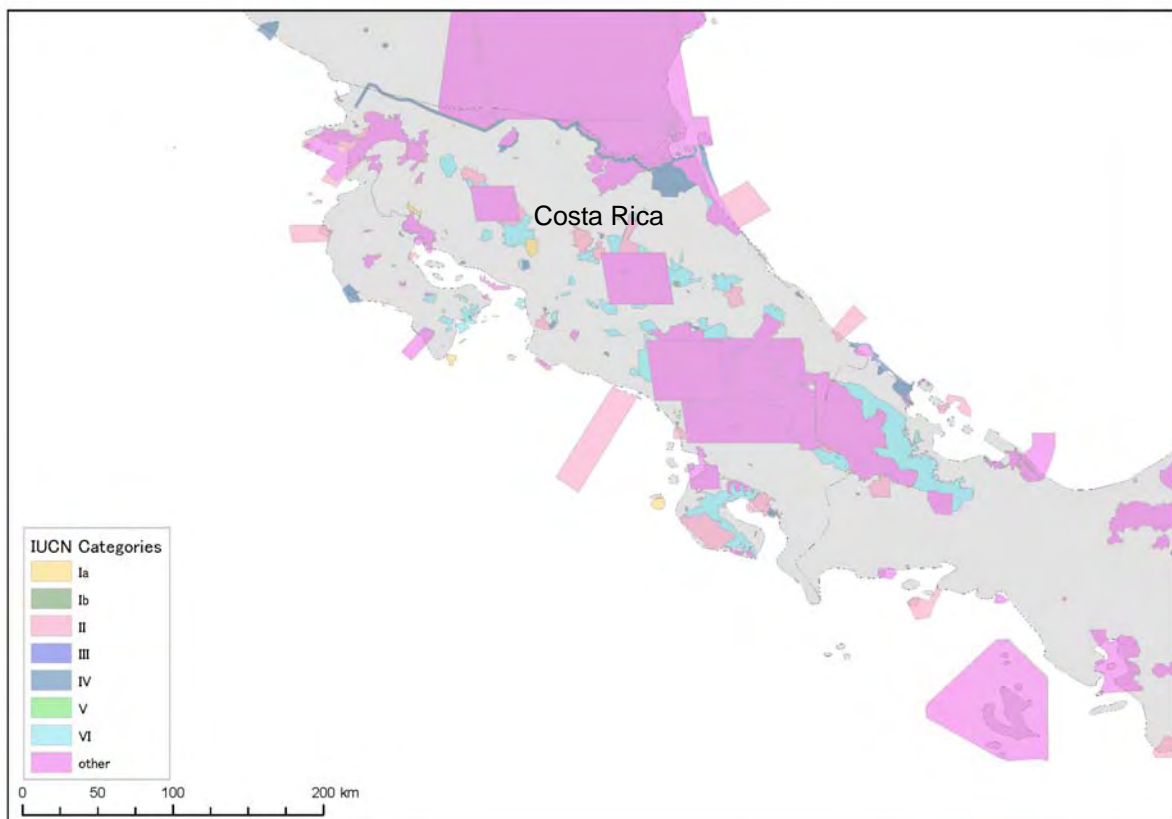 Costa Rica
IUCN Categories
Ia
Ib
II
III
IV
V
VI
other
0 50 100 200 km